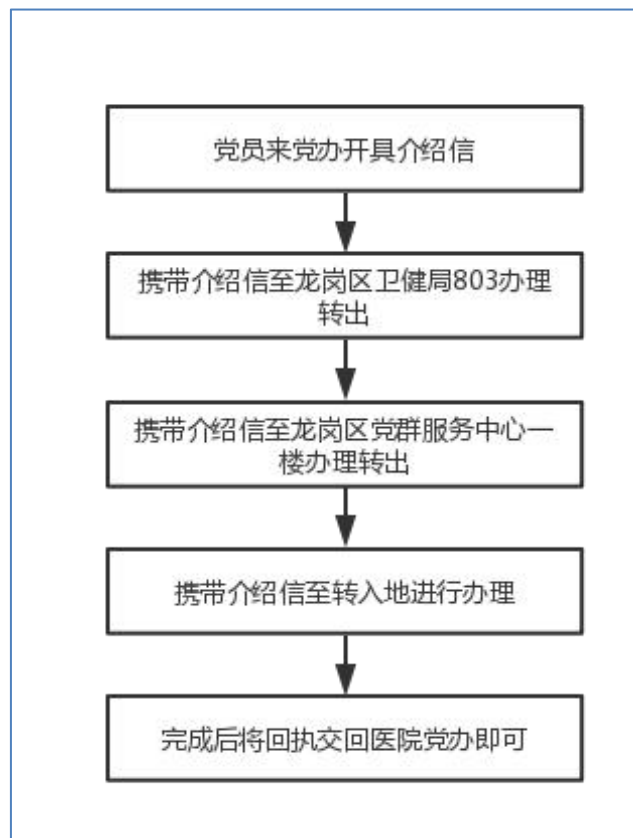 党员来党办开具介绍信
携带介绍信至龙岗区卫健局803办理
转出
携带介绍信至龙岗区党群服务中心一
楼办理转出
携带介绍信至转入地进行办理
完成后将回执交回医院党办即可